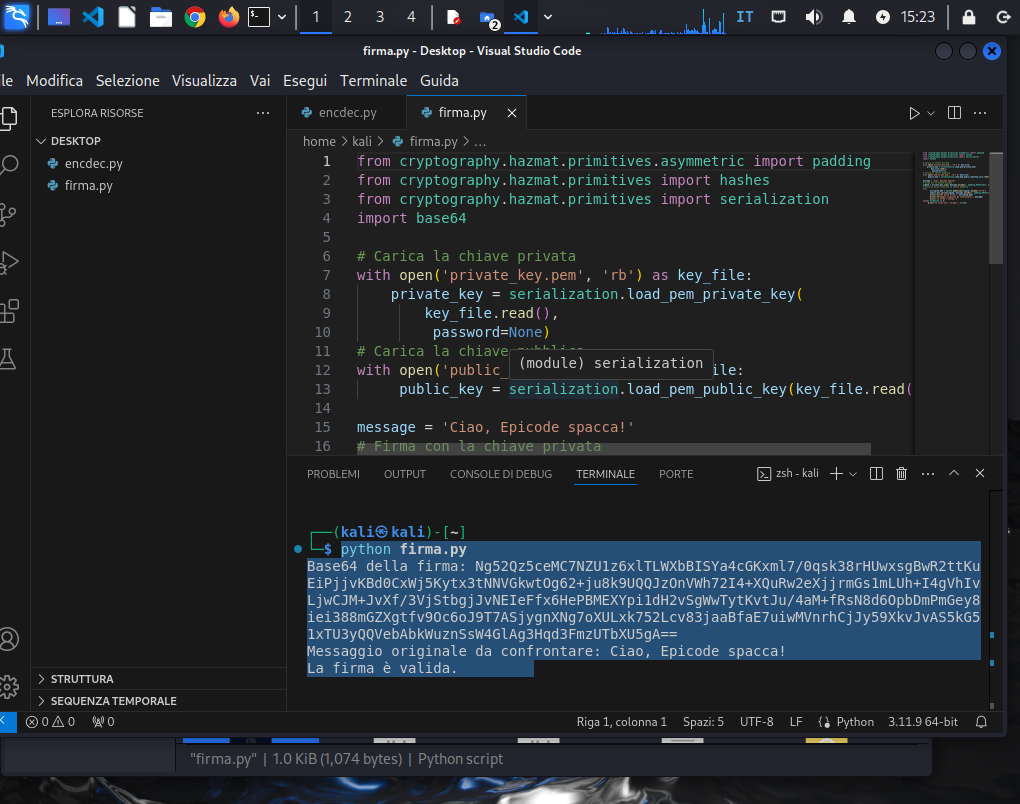 1 2 3 4 2 IT 15:23
firma.py - Desktop - Visual Studio Code
le Modifica Selezione Visualizza Vai Esegui Terminale Guida
ESPLORA RISORSE ···
DESKTOP
encdec.py
firma.py
STRUTTURA
SEQUENZA TEMPORALE
encdec.py firma.py
home > kali > firma.py > ...
1 from cryptography.hazmat.primitives.asymmetric import padding
2 from cryptography.hazmat.primitives import hashes
3 from cryptography.hazmat.primitives import serialization
4 import base64
5
6 # Carica la chiave privata
7 with open('private_key.pem', 'rb') as key_file:
8 private_key = serialization.load_pem_private_key(
9 key_file.read(),
10 password=None)
11 # Carica la chiave
12 with open('public_ ile:
(module) serialization
13 public_key = serialization.load_pem_public_key(key_file.read(
14
15 message = 'Ciao, Epicode spacca!'
16 # Firma con la chiave privata
PROBLEMI OUTPUT CONSOLE DI DEBUG TERMINALE PORTE zsh - kali
(kali㉿kali)-[~]
$ python firma.py
Base64 della firma: Ng52Qz5ceMC7NZU1z6xlTLWXbBISYa4cGKxml7/0qsk38rHUwxsgBwR2ttKu
EiPjjvKBd0CxWj5Kytx3tNNVGkwtOg62+ju8k9UQQJzOnVWh72I4+XQuRw2eXjjrmGs1mLUh+I4gVhIv
LjwCJM+JvXf/3VjStbgjJvNEIeFfx6HePBMEXYpi1dH2vSgWwTytKvtJu/4aM+fRsN8d6OpbDmPmGey8
iei388mGZXgtfv9Oc6oJ9T7ASjygnXNg7oXULxk752Lcv83jaaBfaE7uiwMVnrhCjJy59XkvJvAS5kG5
1xTU3yQQVebAbkWuznSsW4GlAg3Hqd3FmzUTbXU5gA==
Messaggio originale da confrontare: Ciao, Epicode spacca!
La firma è valida.
0 0 0 Riga 1, colonna 1 Spazi: 5 UTF-8 LF Python 3.11.9 64-bit
"firma.py" | 1.0 KiB (1,074 bytes) | Python script